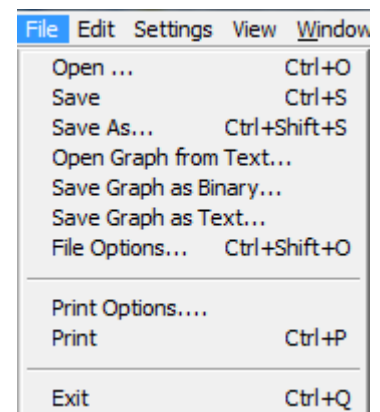 File Edit Settings View Window
Open ... Ctrl+O
Save Ctrl+S
Save As... Ctrl+Shift+S
Open Graph from Text...
Save Graph as Binary...
Save Graph as Text...
File Options... Ctrl+Shift+O
Print Options....
Print Ctrl+P
Exit Ctrl+Q